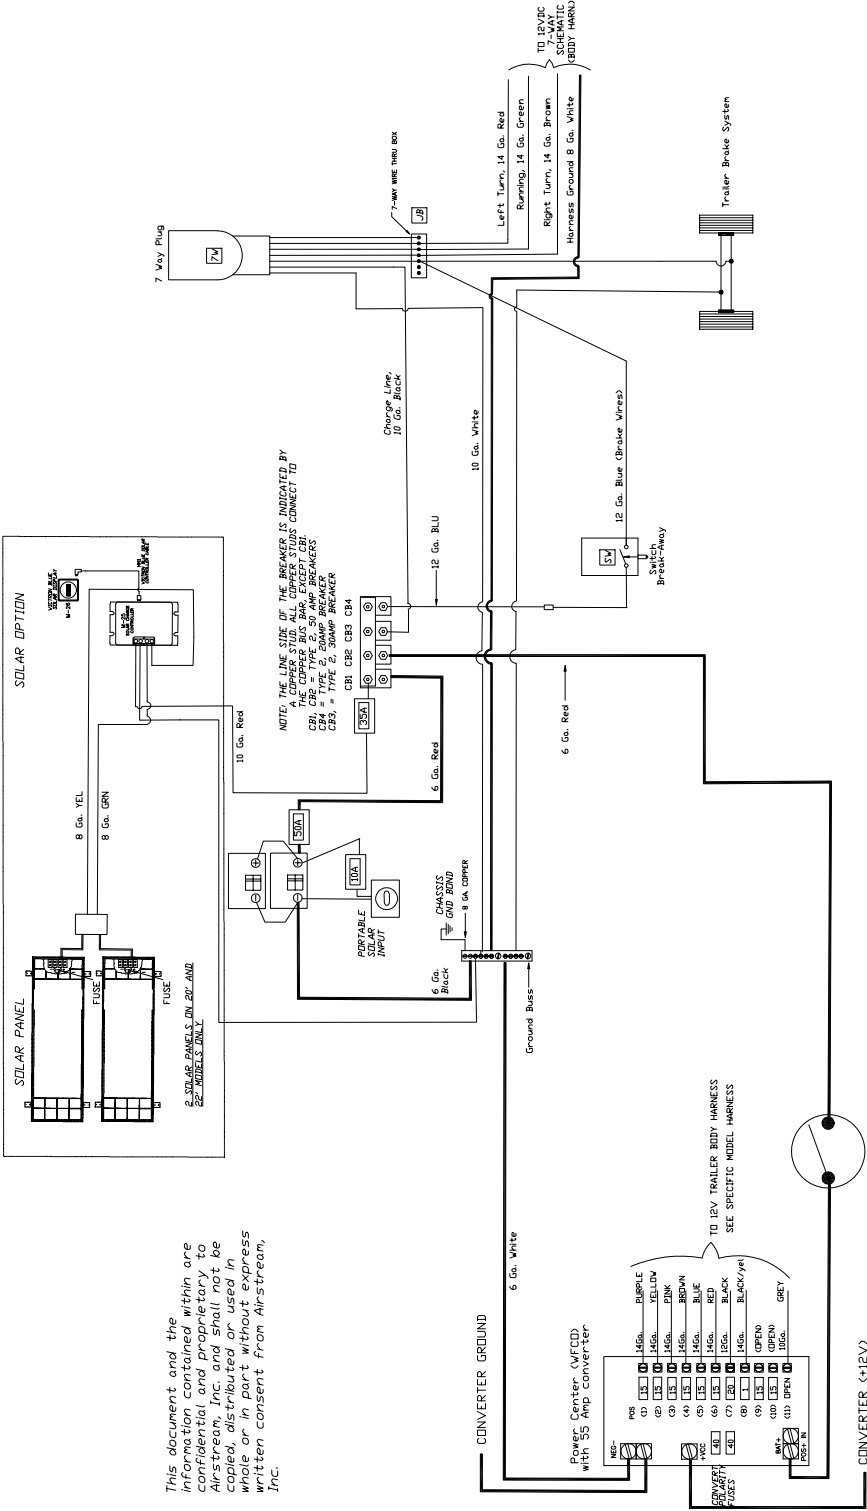 This document and the
information contained within are
confidential and proprietary to
Airstream, Inc. and shall not be
copied, distributed or used in
whole or in part without express
written consent from Airstream,
Inc.
SOLAR OPTION
SOLAR PANEL
FUSE
FUSE
2 SOLAR PANELS ON 20' AND
22' MODELS ONLY
8 Ga. YEL
8 Ga. GRN
M-26
M-25
SOLAR CHARGE
CONTROLLER
10 Ga. Red
NOTE: THE LINE SIDE OF THE BREAKER IS INDICATED BY
A COPPER STUD. ALL COPPER STUDS CONNECT TO
THE COPPER BUS BAR, EXCEPT CB1.
CB1, CB2 = TYPE 2, 50 AMP BREAKERS
CB4 = TYPE 2, 20AMP BREAKER
CB3, = TYPE 2, 30AMP BREAKER
CB1 CB2 CB3 CB4
35A
50A
10A
PORTABLE
SOLAR
INPUT
6 Ga. Red
6 Ga.
Black
CHASSIS
GND BOND
8 GA COPPER
Ground Buss
7 Way Plug
7W
7-WAY WIRE THRU BOX
JB
Charge Line,
10 Ga. Black
10 Ga. White
12 Ga. BLU
Left Turn, 14 Ga. Red
Running, 14 Ga. Green
Right Turn, 14 Ga. Brown
Harness Ground 8 Ga. White
TO 12VDC
7-WAY
SCHEMATIC
(BODY HARN.)
Trailer Brake System
12 Ga. Blue (Brake Wires)
SW
Switch
Break-Away
6 Ga. Red
6 Ga. White
CONVERTER GROUND
Power Center (WFCO)
with 55 Amp converter
NEG-
POS
(1) 15 14Ga. PURPLE
(2) 15 14Ga. YELLOW
(3) 15 14Ga. PINK
(4) 15 14Ga. BROWN
(5) 15 14Ga. BLUE
(6) 15 14Ga. RED
(7) 20 12Ga. BLACK
(8) 1 14Ga. BLACK/yel
(9) 15 (OPEN)
(10) 15 (OPEN)
(11) OPEN 10Ga. GREY
+VCC
40
40
CONVERT
POLARITY
FUSES
BAT+
POS+ IN
TO 12V TRAILER BODY HARNESS
SEE SPECIFIC MODEL HARNESS
CONVERTER (+12V)